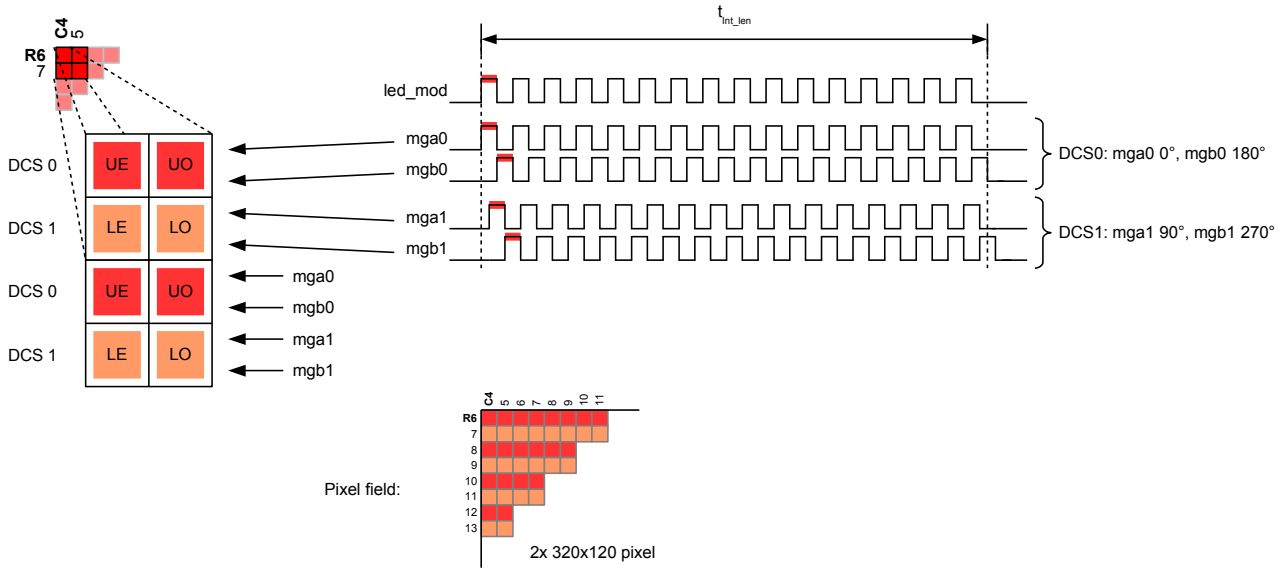 C4
5
R6
7
DCS 0
UE UO
DCS 1
LE LO
DCS 0
UE UO
DCS 1
LE LO
mga0
mgb0
mga1
mgb1
tInt_len
led_mod
mga0
mgb0
DCS0: mga0 0°, mgb0 180°
mga1
mgb1
DCS1: mga1 90°, mgb1 270°
Pixel field:
C4 5 6 7 8 9 10 11
R6
7
8
9
10
11
12
13
2x 320x120 pixel